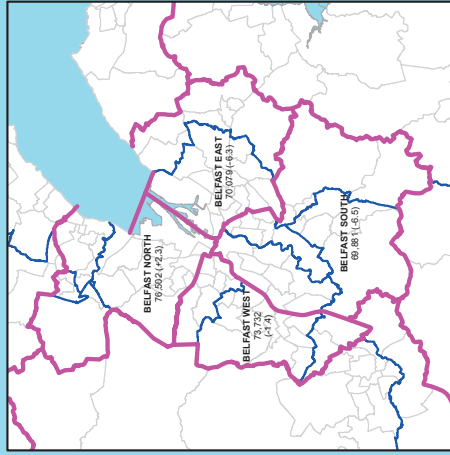 BELFAST NORTH
76,502 (+2.3)
BELFAST EAST
70,079 (-6.3)
BELFAST WEST
73,732
(-1.4)
BELFAST SOUTH
69,881 (-6.5)